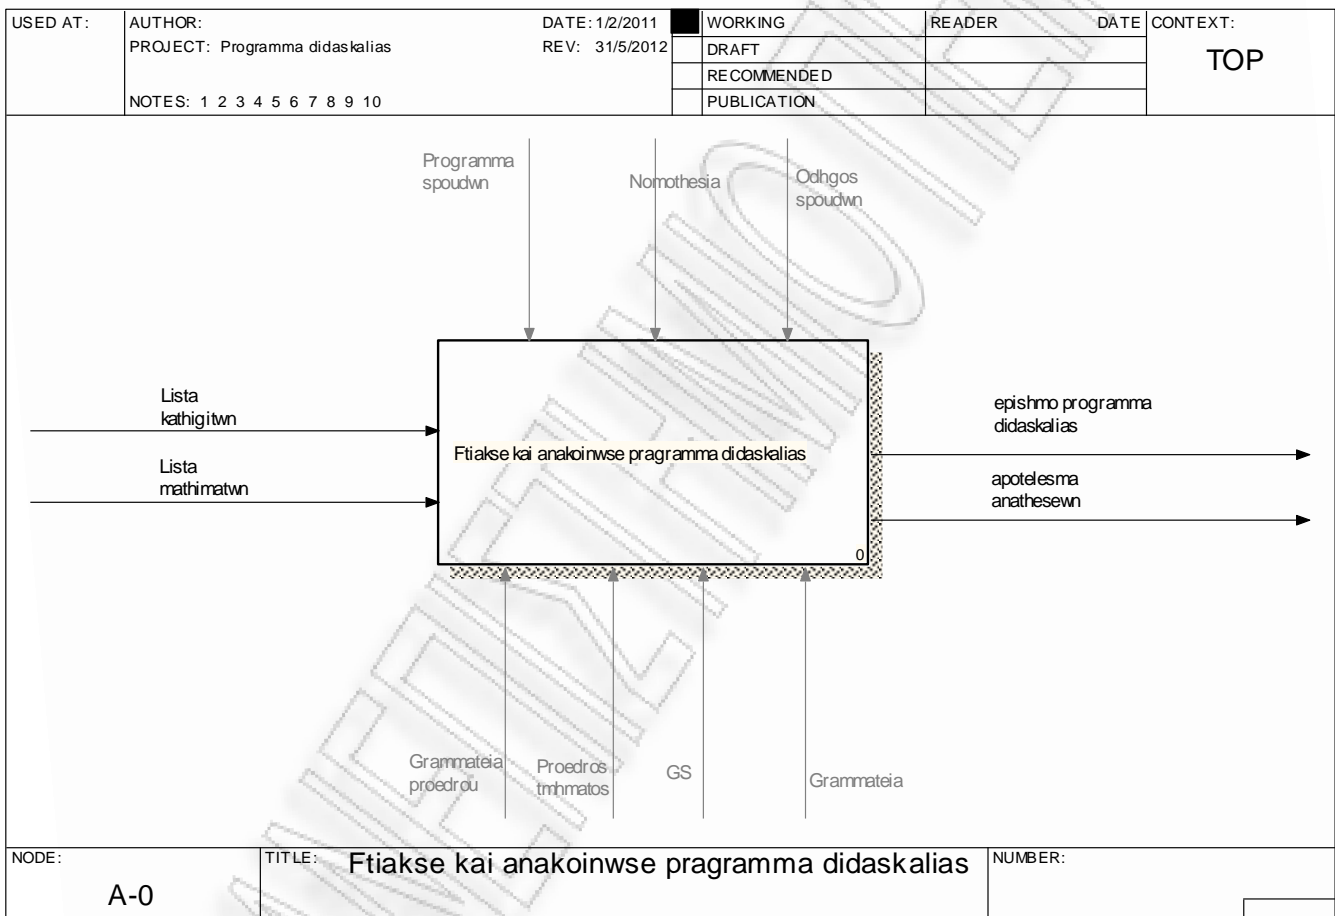 USED AT:
AUTHOR:
DATE: 1/2/2011
WORKING
READER
DATE
CONTEXT:
PROJECT: Programma didaskalias
REV: 31/5/2012
DRAFT
TOP
RECOMMENDED
NOTES: 1 2 3 4 5 6 7 8 9 10
PUBLICATION
Programma
spoudwn
Nomothesia
Odhgos
spoudwn
Lista
kathigitwn
Lista
mathimatwn
Ftiakse kai anakoinwse pragramma didaskalias
0
epishmo programma
didaskalias
apotelesma
anathesewn
Grammateia
proedrou
Proedros
tmhmatos
GS
Grammateia
NODE:
A-0
TITLE:
Ftiakse kai anakoinwse pragramma didaskalias
NUMBER: